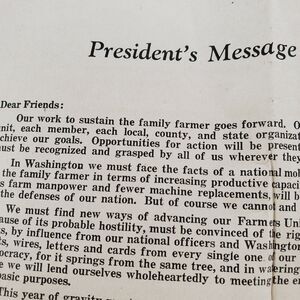 President's Message
Dear Friends:
Our work to sustain the family farmer goes forward. O
nit, each member, each local, county, and state organizat
chieve our goals. Opportunities for action will be present
ust be recognized and grasped by all of us wherever they
In Washington we must face the facts of a national mob
the family farmer in terms of increasing productive capaci
s farm manpower and fewer machine replacements, will be
the defenses of our nation. But of course we cannot and
We must find new ways of advancing our Farmers Uni
ause of its probable hostility, must be convinced of the righ
s, by influence from our national officers and Washington
ts, wires, letters and cards from every single one of our
ocracy, for it springs from the same tree, and in watering
e we will lend ourselves wholeheartedly to meeting the
basic purposes.
This year of gravity